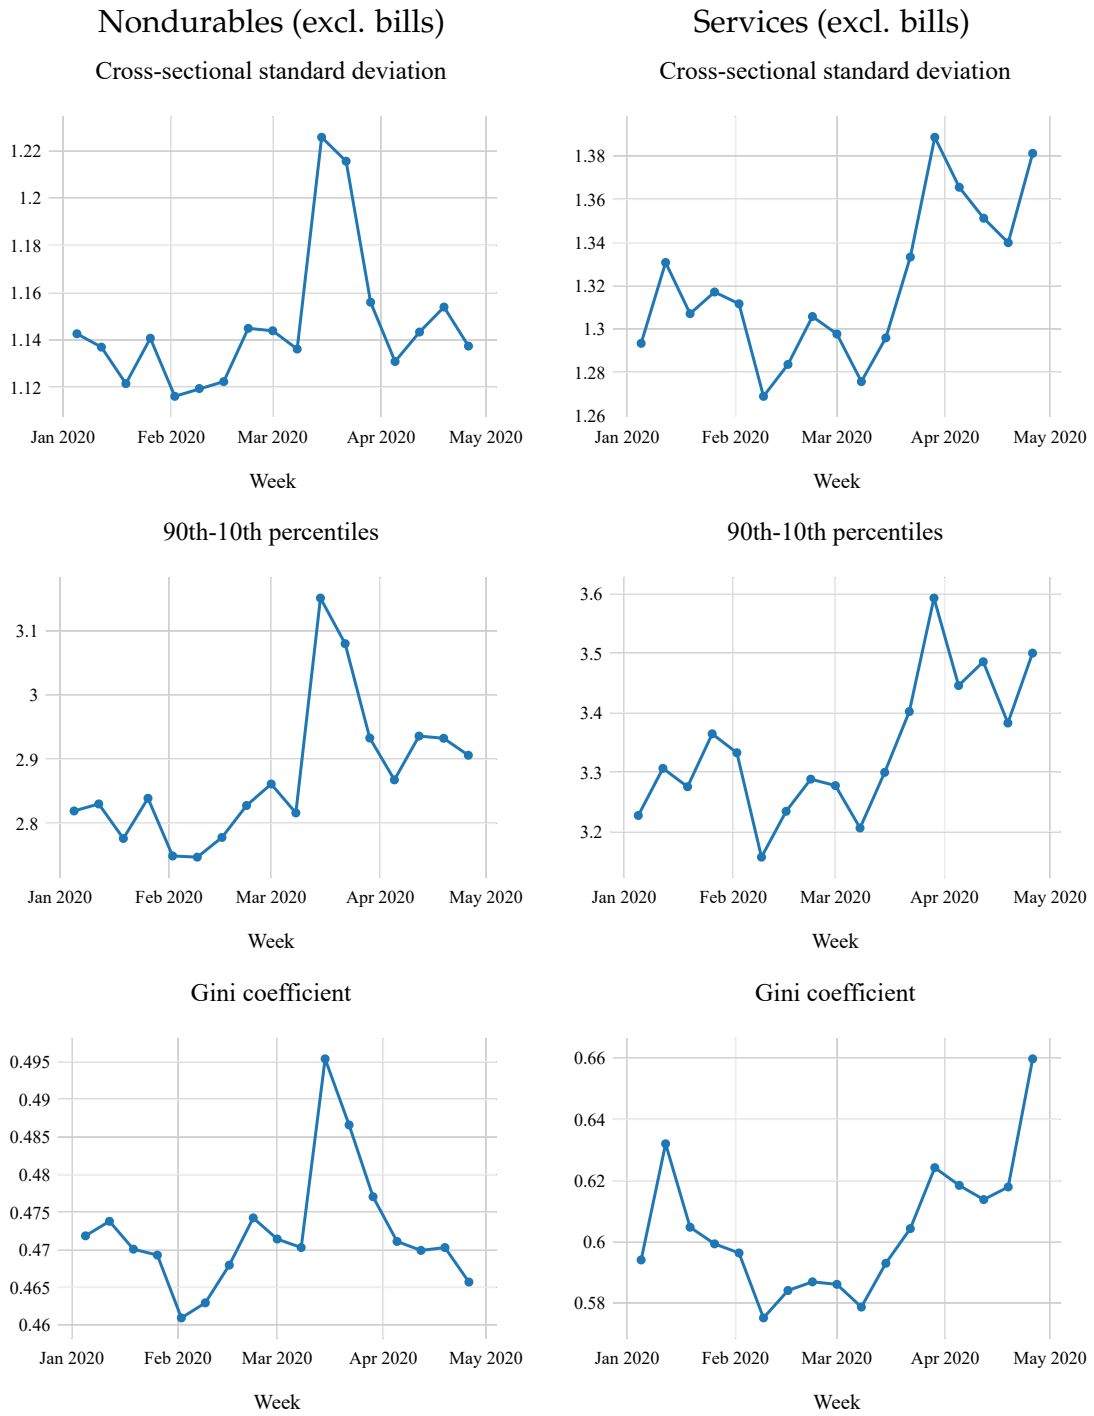 Nondurables (excl. bills)
Services (excl. bills)
Cross-sectional standard deviation
1.22
1.2
1.18
1.16
1.14
1.12
Jan 2020 Feb 2020 Mar 2020 Apr 2020 May 2020
Week
Cross-sectional standard deviation
1.38
1.36
1.34
1.32
1.3
1.28
1.26
Jan 2020 Feb 2020 Mar 2020 Apr 2020 May 2020
Week
90th-10th percentiles
3.1
3
2.9
2.8
Jan 2020 Feb 2020 Mar 2020 Apr 2020 May 2020
Week
90th-10th percentiles
3.6
3.5
3.4
3.3
3.2
Jan 2020 Feb 2020 Mar 2020 Apr 2020 May 2020
Week
Gini coefficient
0.495
0.49
0.485
0.48
0.475
0.47
0.465
0.46
Jan 2020 Feb 2020 Mar 2020 Apr 2020 May 2020
Week
Gini coefficient
0.66
0.64
0.62
0.6
0.58
Jan 2020 Feb 2020 Mar 2020 Apr 2020 May 2020
Week